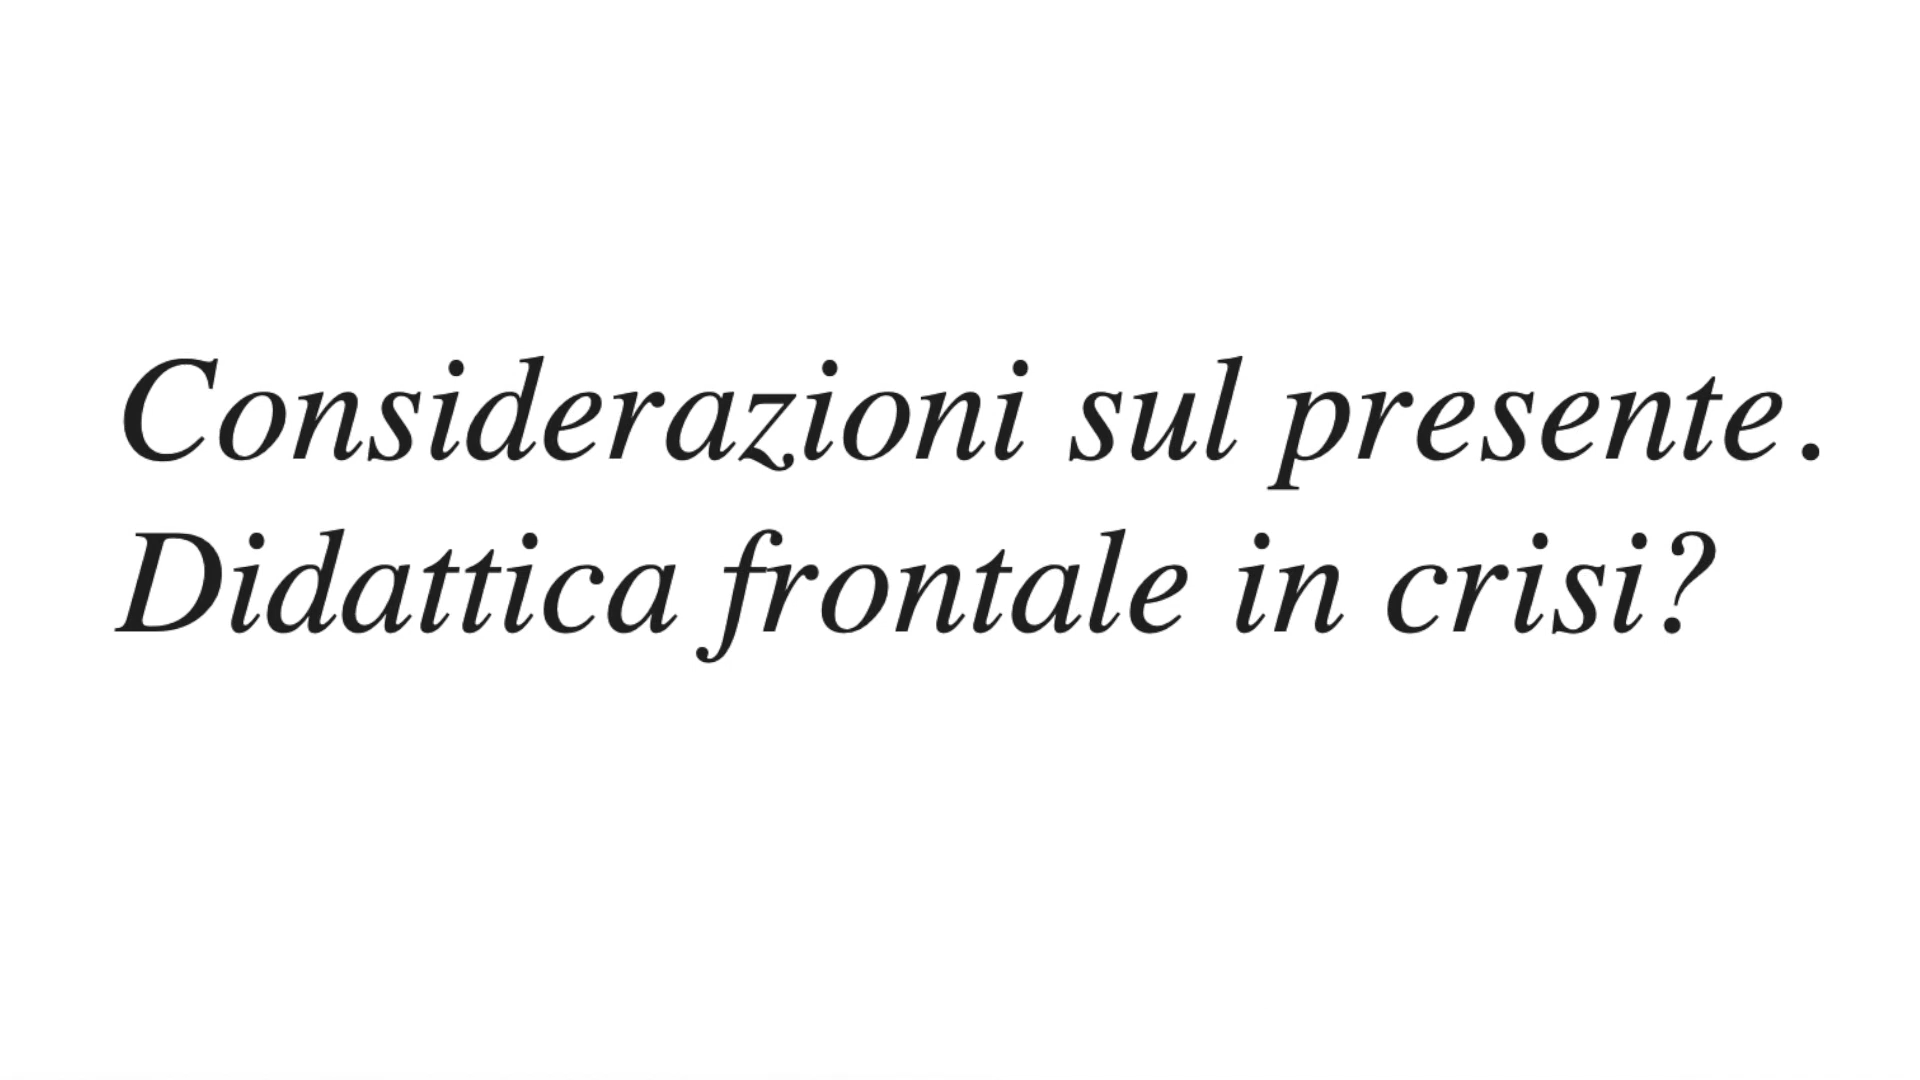 Considerazioni sul presente.
Didattica frontale in crisi?